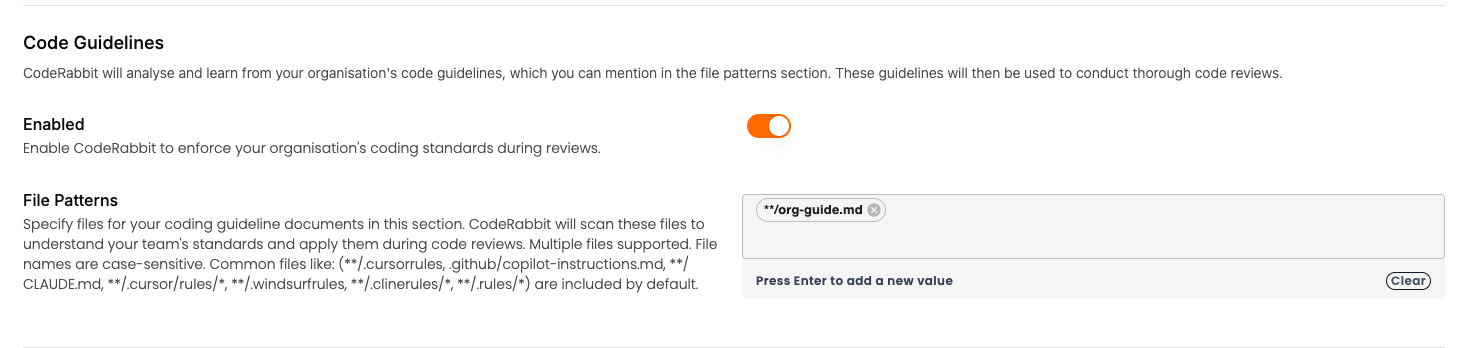 Code Guidelines
CodeRabbit will analyse and learn from your organisation's code guidelines, which you can mention in the file patterns section. These guidelines will then be used to conduct thorough code reviews.
Enabled
Enable CodeRabbit to enforce your organisation's coding standards during reviews.
File Patterns
Specify files for your coding guideline documents in this section. CodeRabbit will scan these files to
understand your team's standards and apply them during code reviews. Multiple files supported. File
names are case-sensitive. Common files like: (**/.cursorrules, .github/copilot-instructions.md, **/
CLAUDE.md, **/.cursor/rules/*, **/.windsurfrules, **/.clinerules/*, **/.rules/*) are included by default.
**/org-guide.md
Press Enter to add a new value
Clear